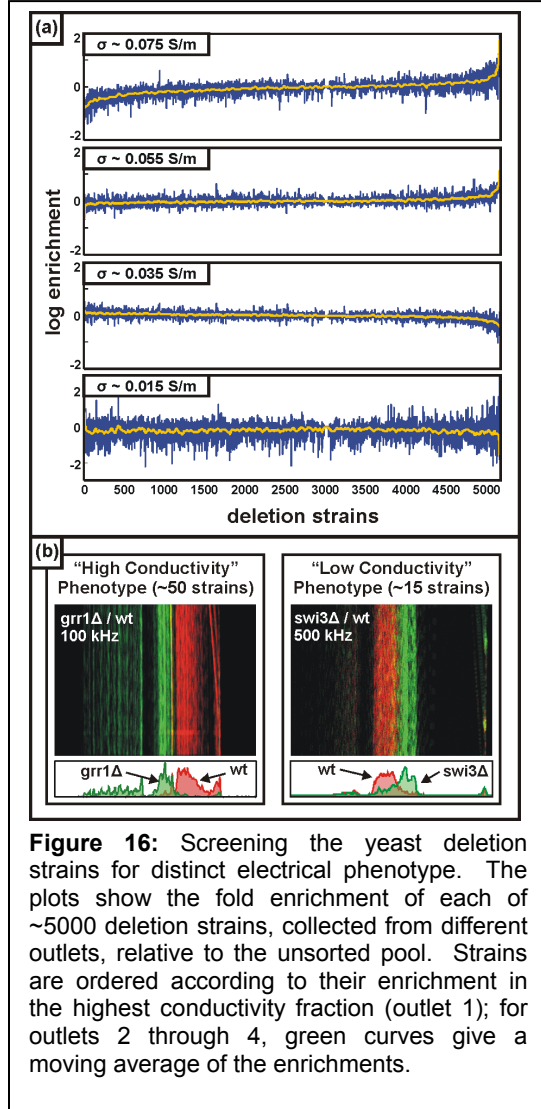 (a)
σ ~ 0.075 S/m
2
0
-2
σ ~ 0.055 S/m
2
0
-2
σ ~ 0.035 S/m
2
0
-2
σ ~ 0.015 S/m
2
0
-2
log enrichment
0 500 1000 1500 2000 2500 3000 3500 4000 4500 5000
deletion strains
(b)
"High Conductivity"
Phenotype (~50 strains)
grr1Δ / wt
100 kHz
grr1Δ
wt
"Low Conductivity"
Phenotype (~15 strains)
swi3Δ / wt
500 kHz
wt
swi3Δ
Figure 16: Screening the yeast deletion
strains for distinct electrical phenotype. The
plots show the fold enrichment of each of
~5000 deletion strains, collected from different
outlets, relative to the unsorted pool. Strains
are ordered according to their enrichment in
the highest conductivity fraction (outlet 1); for
outlets 2 through 4, green curves give a
moving average of the enrichments.